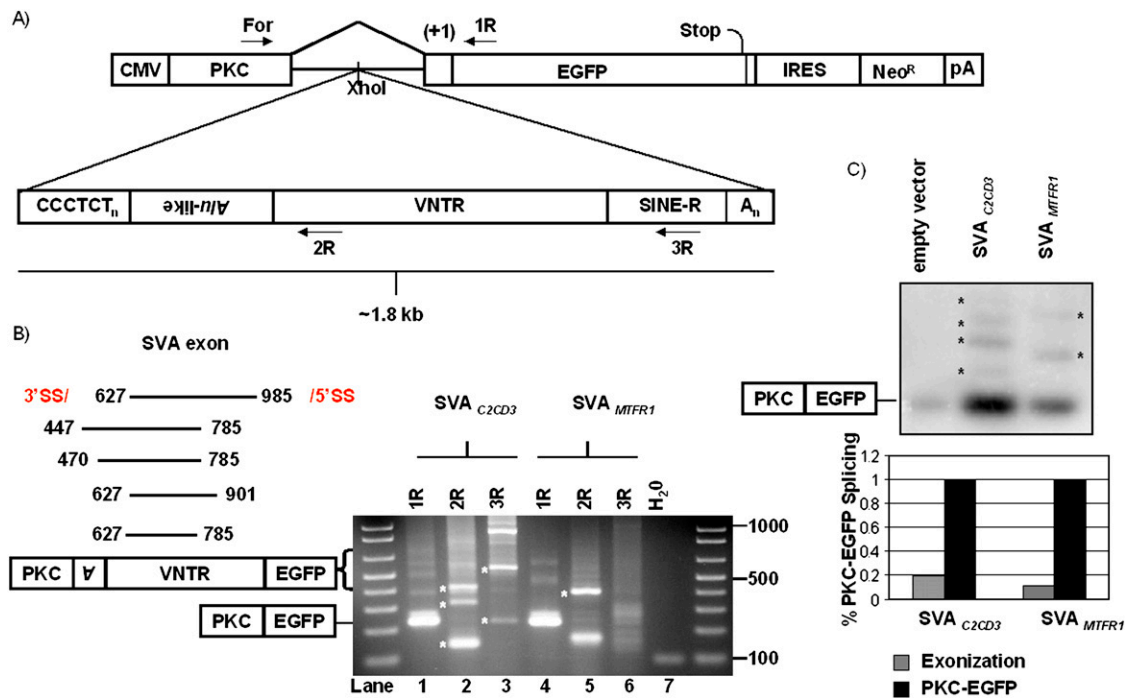 A)
For
(+1)
1R
Stop
CMV
PKC
EGFP
IRES
Neo^R
pA
XhoI
CCCTCT_n
Alu-like
VNTR
SINE-R
A_n
2R
3R
~1.8 kb
B)
SVA exon
3'SS/
627
985
/5'SS
447
785
470
785
627
901
627
785
PKC
A
VNTR
EGFP
PKC
EGFP
SVA C2CD3
SVA MTFR1
1R
2R
3R
1R
2R
3R
H_2 0
1000
500
100
*
*
*
*
*
*
Lane
1
2
3
4
5
6
7
C)
empty vector
SVA C2CD3
SVA MTFR1
*
*
*
*
*
*
PKC
EGFP
% PKC-EGFP Splicing
1.2
1
0.8
0.6
0.4
0.2
0
SVA C2CD3
SVA MTFR1
Exonization
PKC-EGFP